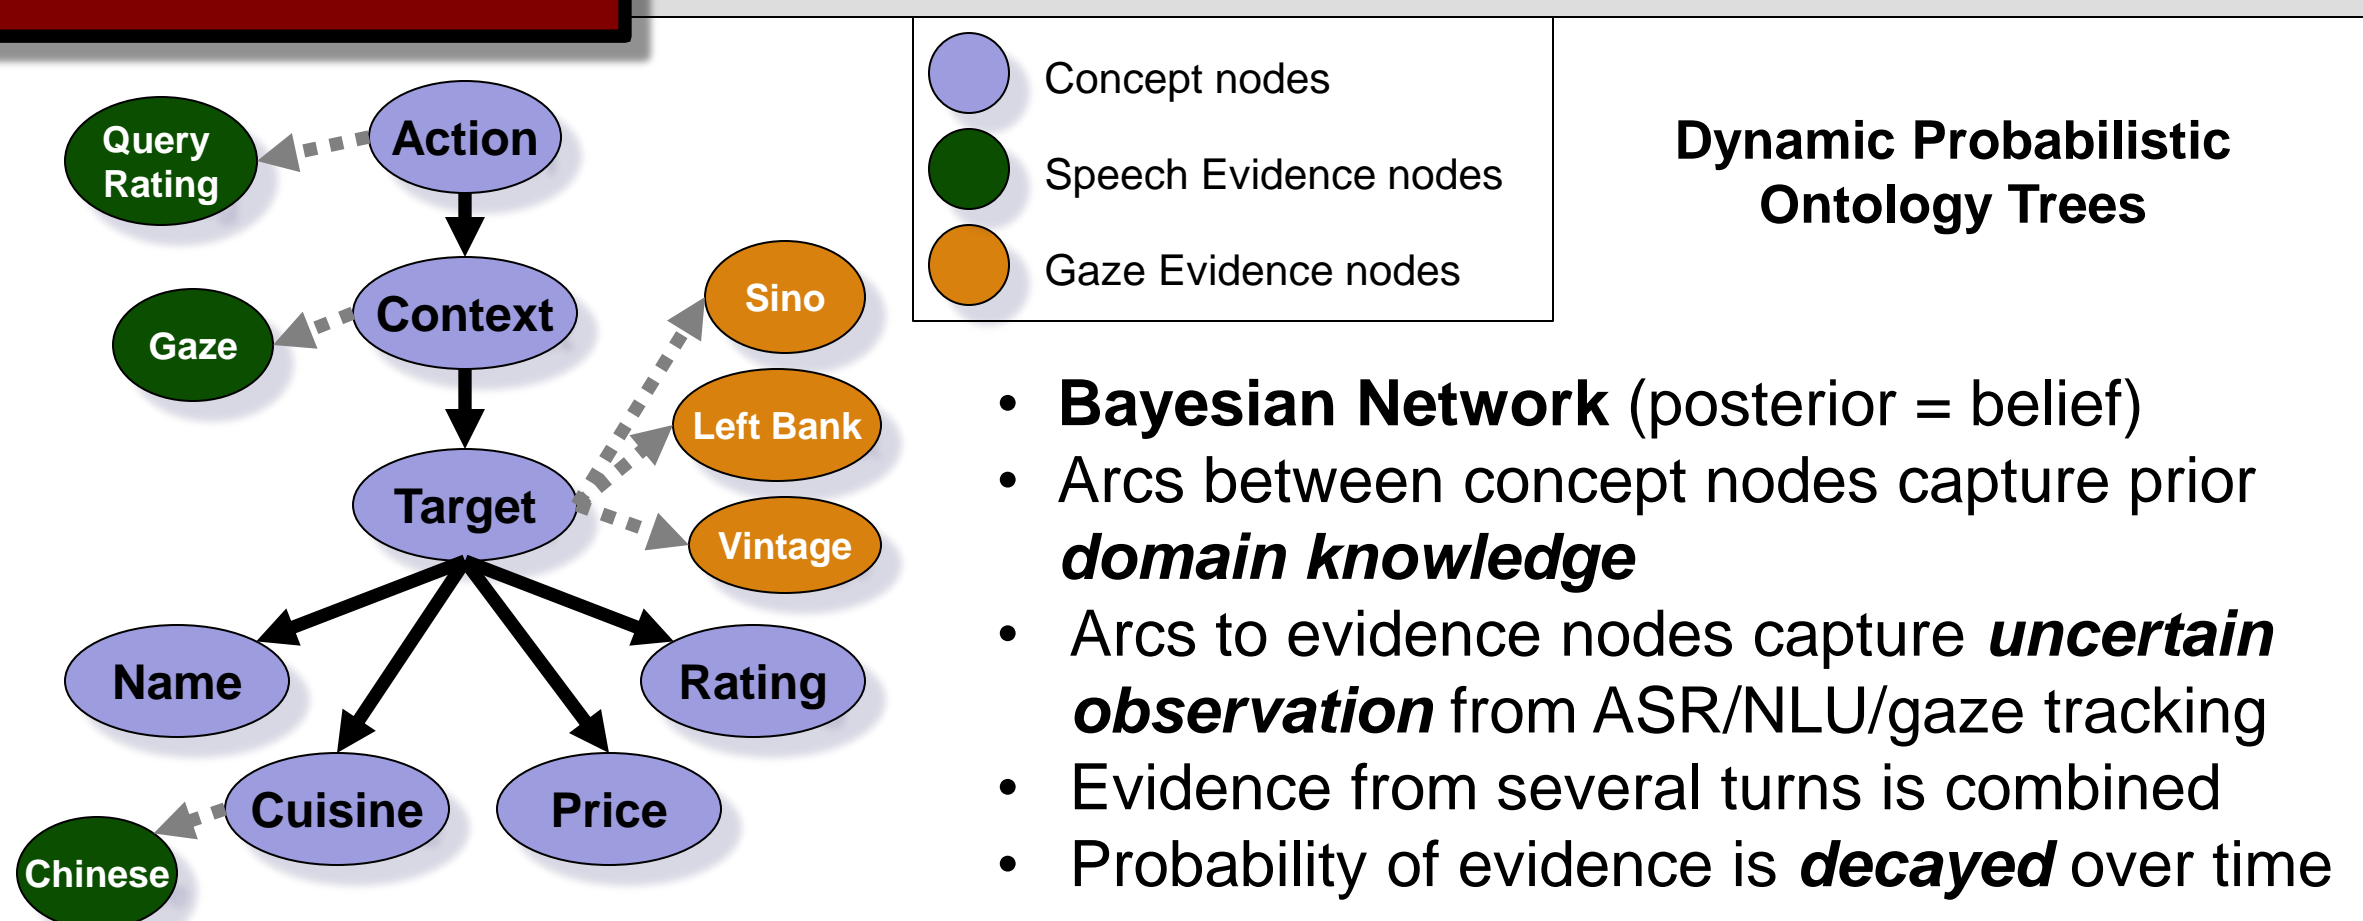 Query
Rating
Action
Context
Gaze
Sino
Left Bank
Vintage
Target
Name
Rating
Cuisine
Price
Chinese
Concept nodes
Speech Evidence nodes
Gaze Evidence nodes
Dynamic Probabilistic
Ontology Trees
• Bayesian Network (posterior = belief)
• Arcs between concept nodes capture prior
domain knowledge
• Arcs to evidence nodes capture uncertain
observation from ASR/NLU/gaze tracking
• Evidence from several turns is combined
• Probability of evidence is decayed over time